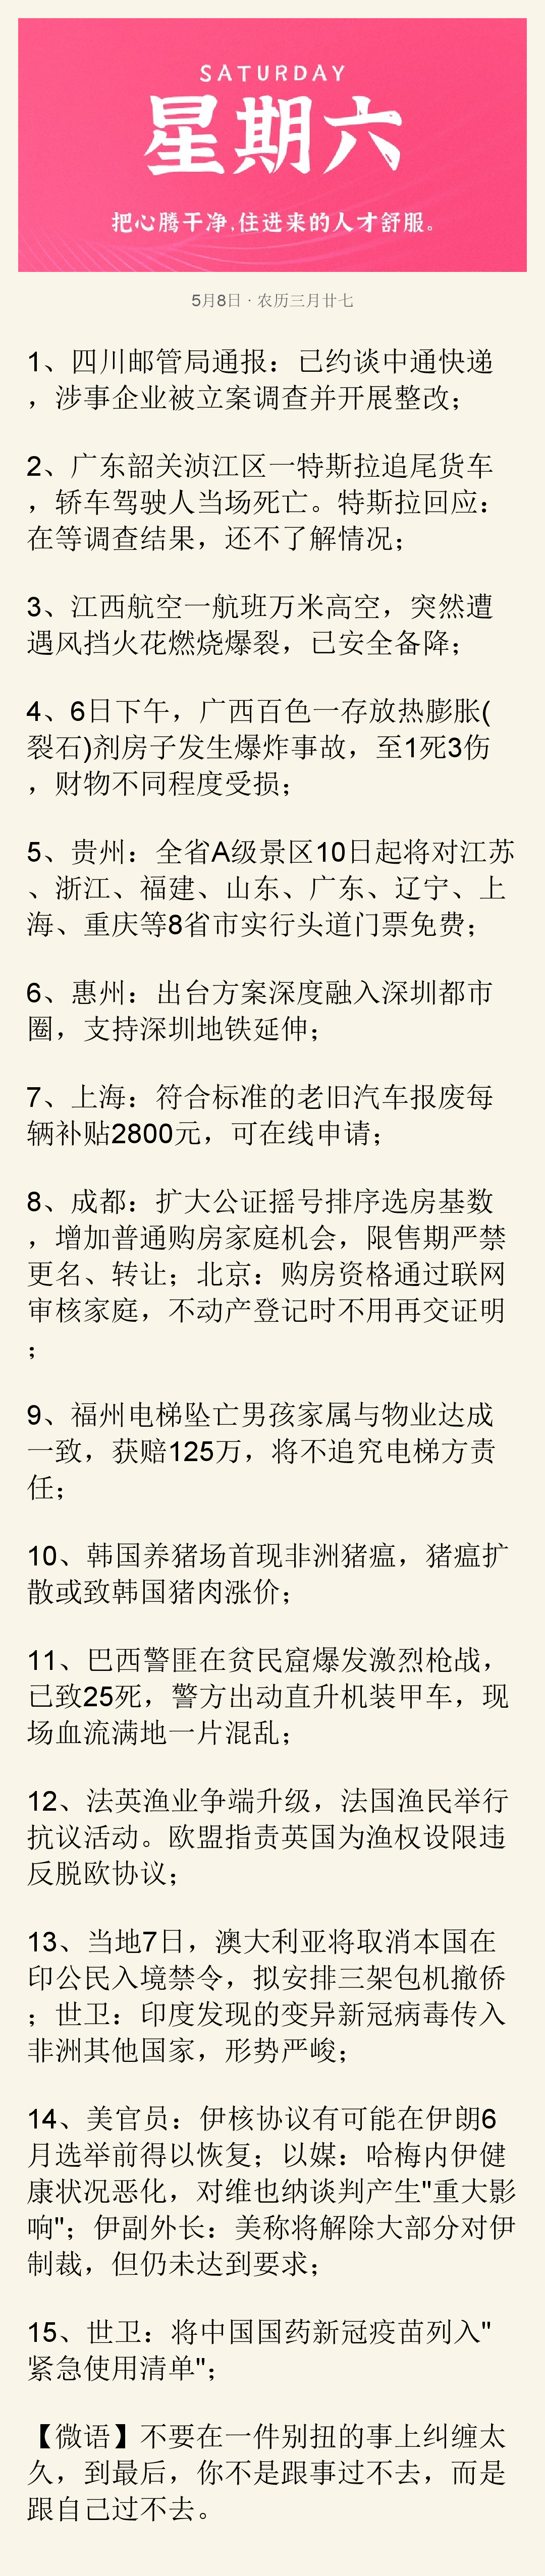 SATURDAY
星期六
把心腾干净,住进来的人才舒服。
5月8日 · 农历三月廿七
1、四川邮管局通报：已约谈中通快递
，涉事企业被立案调查并开展整改；
2、广东韶关浈江区一特斯拉追尾货车
，轿车驾驶人当场死亡。特斯拉回应：
在等调查结果，还不了解情况；
3、江西航空一航班万米高空，突然遭
遇风挡火花燃烧爆裂，已安全备降；
4、6日下午，广西百色一存放热膨胀(
裂石)剂房子发生爆炸事故，至1死3伤
，财物不同程度受损；
5、贵州：全省A级景区10日起将对江苏
、浙江、福建、山东、广东、辽宁、上
海、重庆等8省市实行头道门票免费；
6、惠州：出台方案深度融入深圳都市
圈，支持深圳地铁延伸；
7、上海：符合标准的老旧汽车报废每
辆补贴2800元，可在线申请；
8、成都：扩大公证摇号排序选房基数
，增加普通购房家庭机会，限售期严禁
更名、转让；北京：购房资格通过联网
审核家庭，不动产登记时不用再交证明
；
9、福州电梯坠亡男孩家属与物业达成
一致，获赔125万，将不追究电梯方责
任；
10、韩国养猪场首现非洲猪瘟，猪瘟扩
散或致韩国猪肉涨价；
11、巴西警匪在贫民窟爆发激烈枪战，
已致25死，警方出动直升机装甲车，现
场血流满地一片混乱；
12、法英渔业争端升级，法国渔民举行
抗议活动。欧盟指责英国为渔权设限违
反脱欧协议；
13、当地7日，澳大利亚将取消本国在
印公民入境禁令，拟安排三架包机撤侨
；世卫：印度发现的变异新冠病毒传入
非洲其他国家，形势严峻；
14、美官员：伊核协议有可能在伊朗6
月选举前得以恢复；以媒：哈梅内伊健
康状况恶化，对维也纳谈判产生"重大影
响"；伊副外长：美称将解除大部分对伊
制裁，但仍未达到要求；
15、世卫：将中国国药新冠疫苗列入"
紧急使用清单"；
【微语】不要在一件别扭的事上纠缠太
久，到最后，你不是跟事过不去，而是
跟自己过不去。